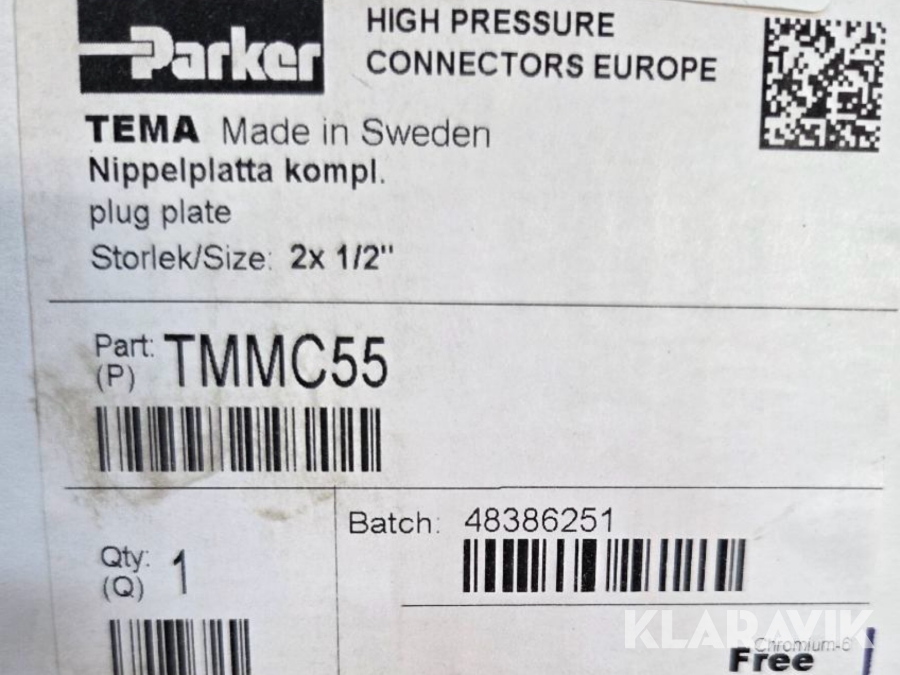 Parker
HIGH PRESSURE
CONNECTORS EUROPE
TEMA Made in Sweden
Nippelplatta kompl.
plug plate
Storlek/Size: 2x 1/2"
Part: TMMC55
(P)
Batch: 48386251
Qty: 1
(Q)
KLARAVIK
Chromium-6
Free